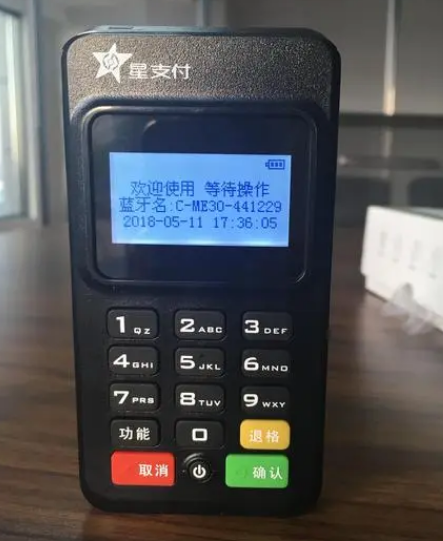 星支付
欢迎使用 等待操作
蓝牙名:C-ME30-441229
2018-05-11 17:36:05
1 QZ 2 ABC 3 DEF
4 GHI 5 JKL 6 MNO
7 PRS 8 TUV 9 WXY
功能 0 退格
取消 确认